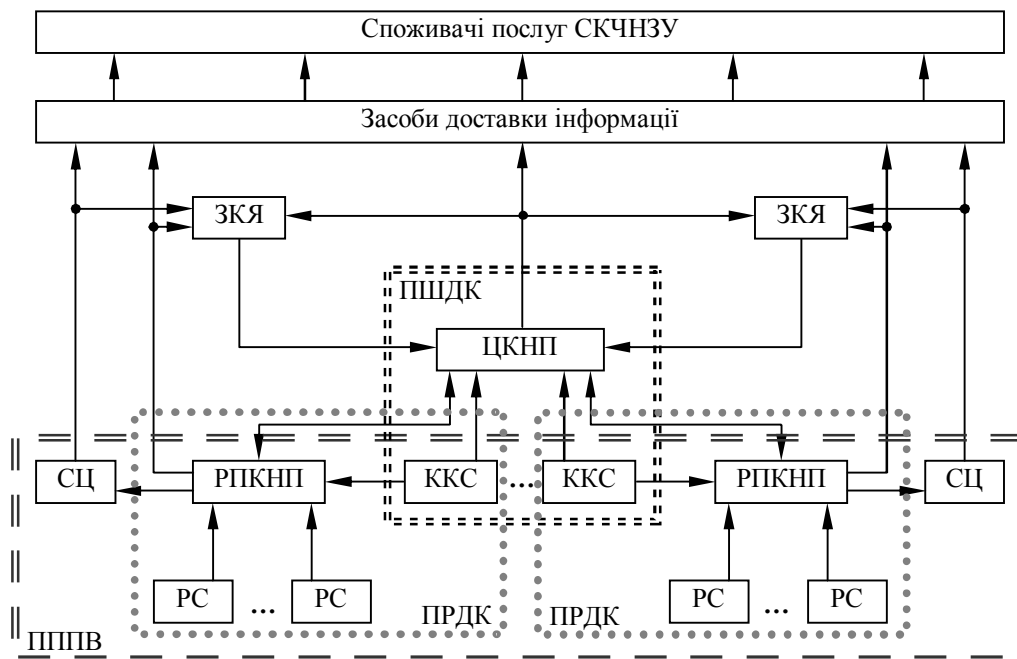 Споживачі послуг СКЧНЗУ
Засоби доставки інформації
ЗКЯ
ЗКЯ
ПШДК
ЦКНП
СЦ
РПКНП
ККС
...
ККС
РПКНП
СЦ
РС
...
РС
ПРДК
ПРДК
РС
...
РС
ПППВ